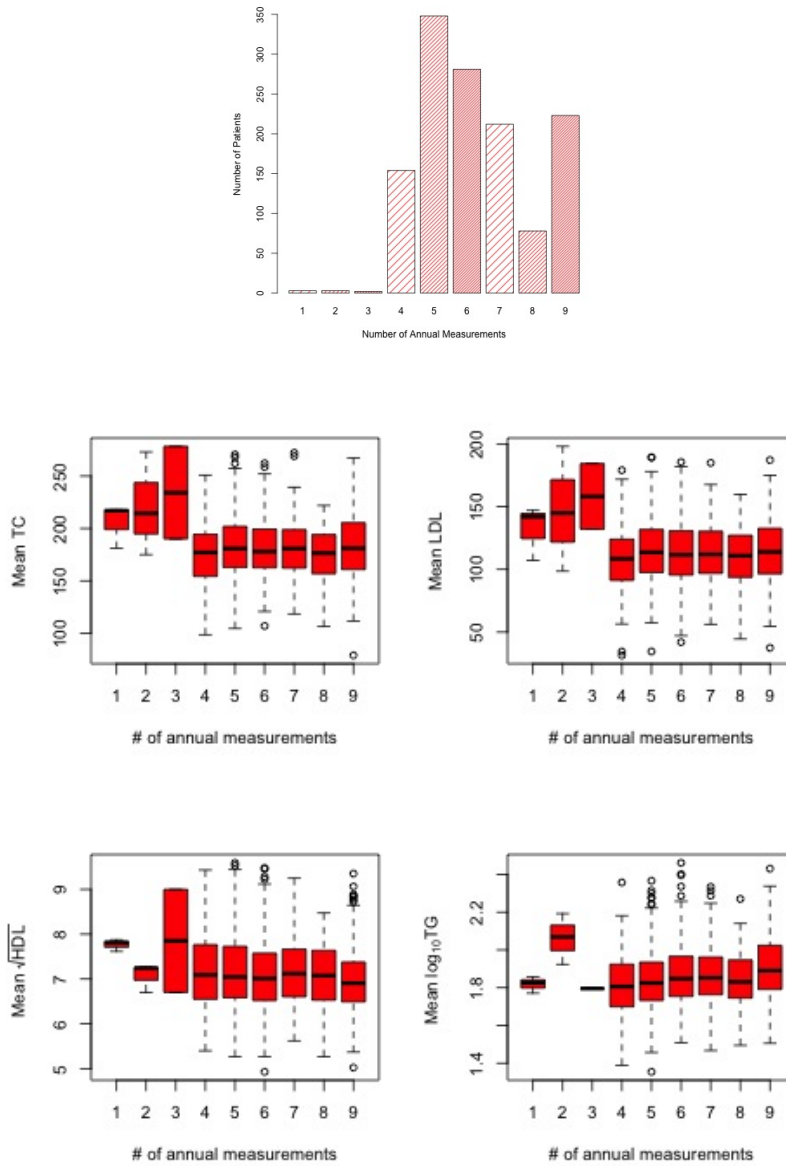 350
300
250
200
150
100
50
0
Number of Patients
1 2 3 4 5 6 7 8 9
Number of Annual Measurements
250
200
150
100
Mean TC
1 2 3 4 5 6 7 8 9
# of annual measurements
200
150
100
50
Mean LDL
1 2 3 4 5 6 7 8 9
# of annual measurements
9
8
7
6
5
Mean √HDL
1 2 3 4 5 6 7 8 9
# of annual measurements
2.2
1.8
1.4
Mean log₁₀TG
1 2 3 4 5 6 7 8 9
# of annual measurements